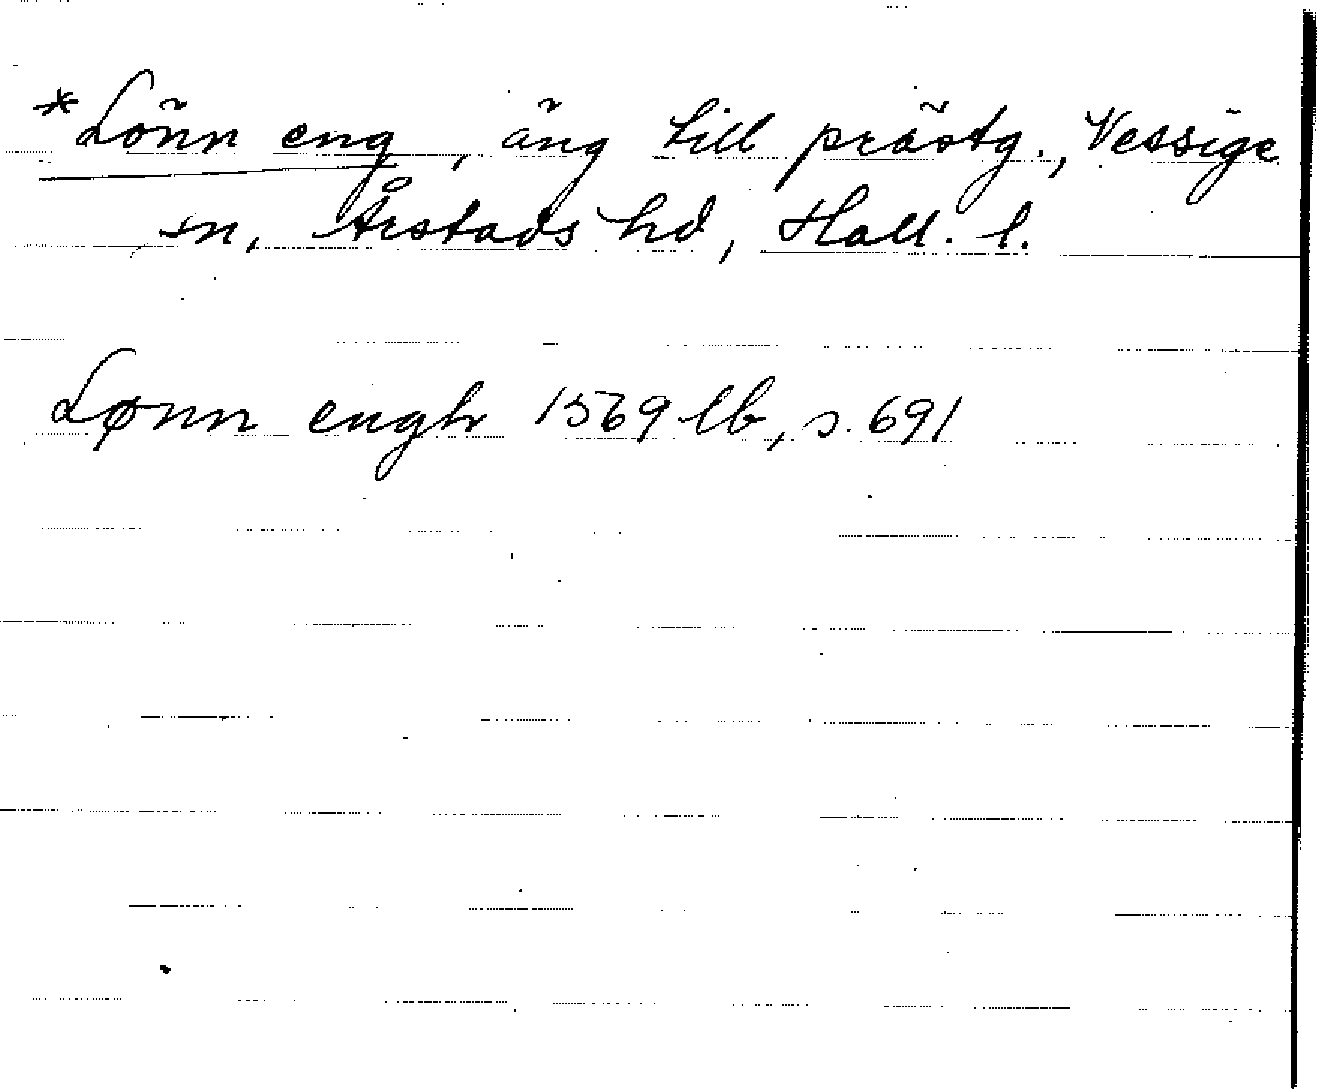 *Lönn eng, äng till prästg., Vessige
sn, Årstads hd, Hall. l.
Lønn engh 1569 lb, s. 691